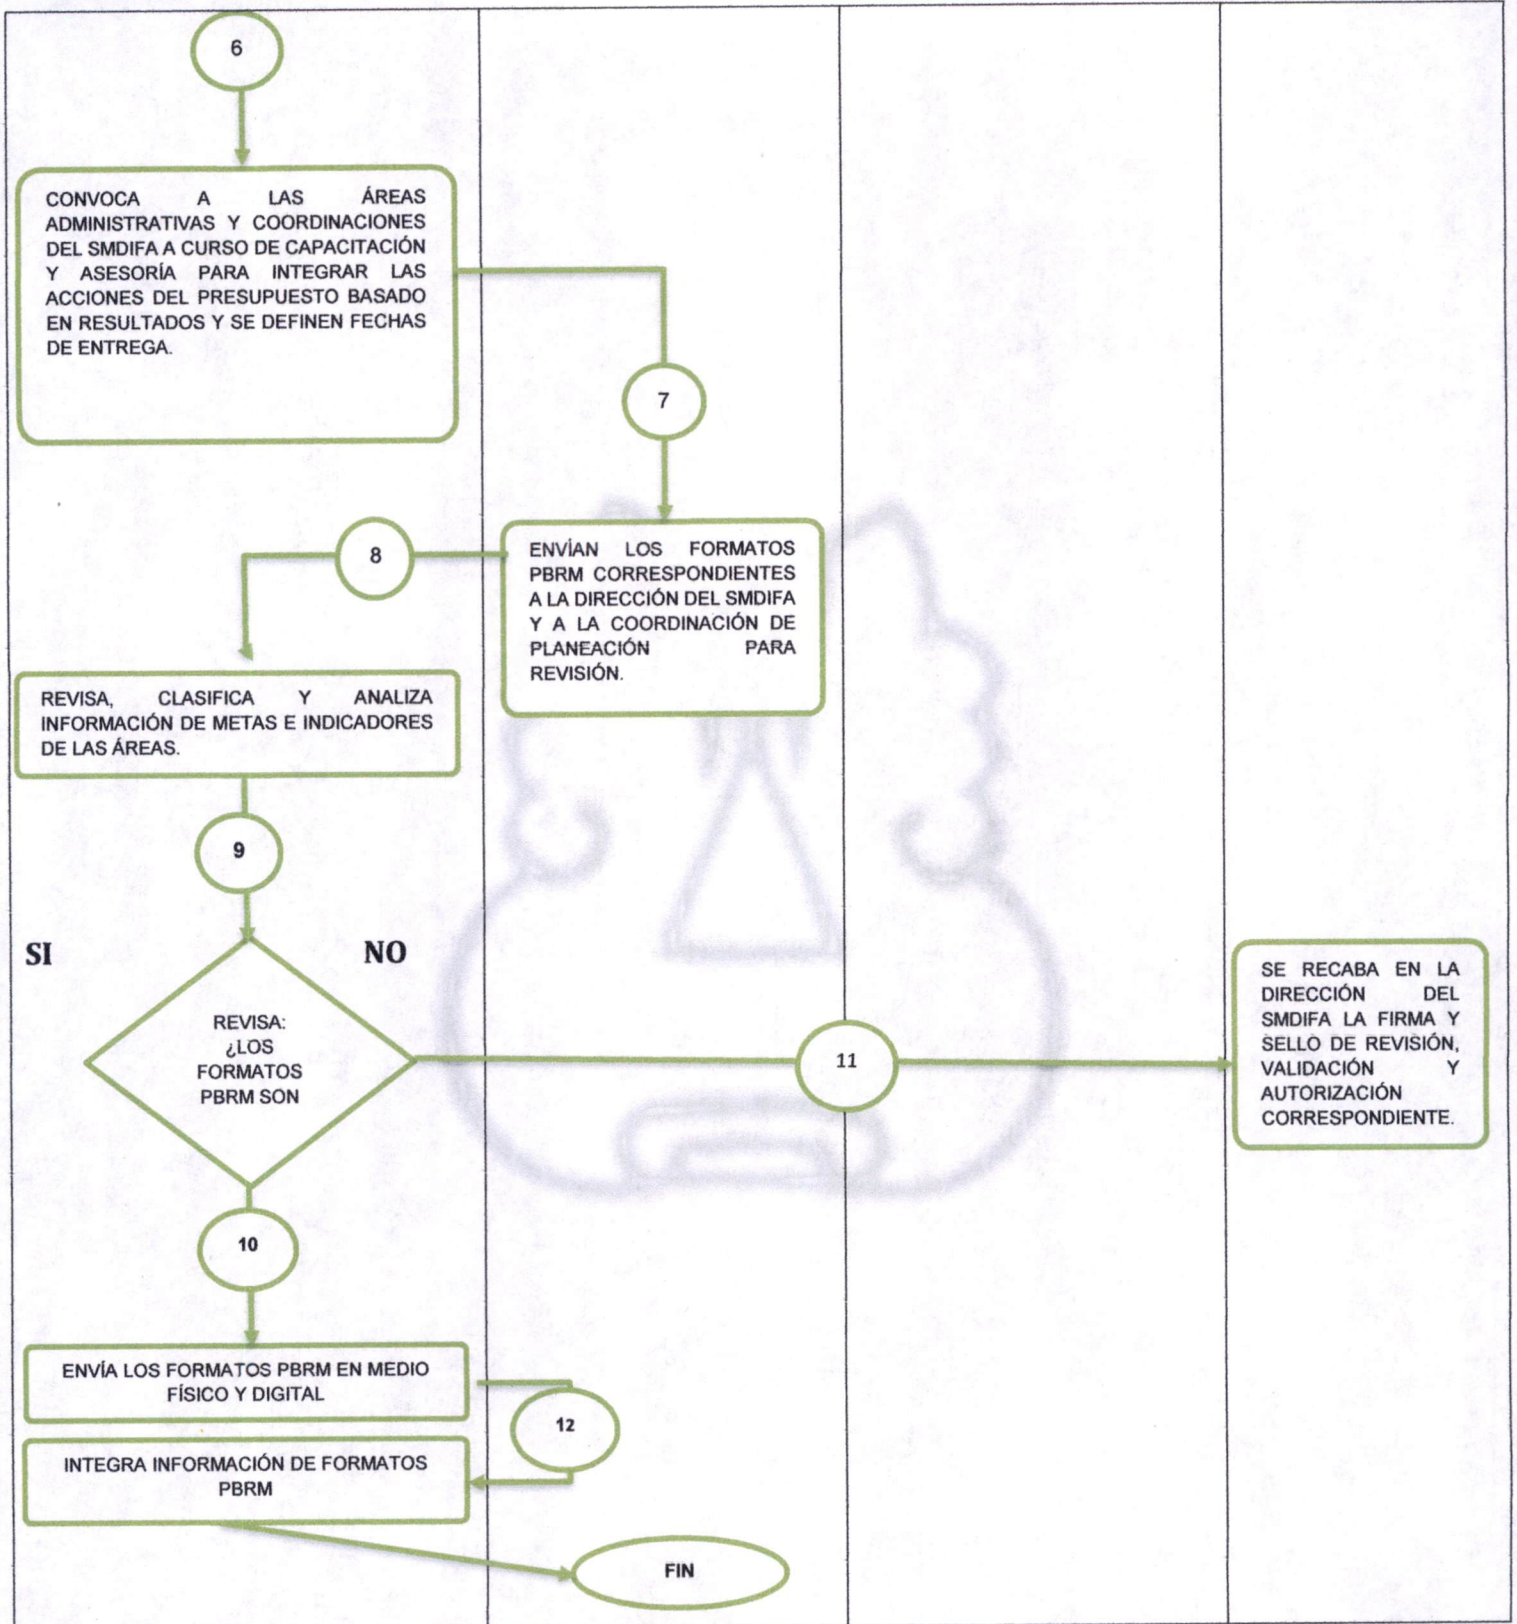 6
CONVOCA A LAS ÁREAS
ADMINISTRATIVAS Y COORDINACIONES
DEL SMDIFA A CURSO DE CAPACITACIÓN
Y ASESORÍA PARA INTEGRAR LAS
ACCIONES DEL PRESUPUESTO BASADO
EN RESULTADOS Y SE DEFINEN FECHAS
DE ENTREGA.
7
8
ENVÍAN LOS FORMATOS
PBRM CORRESPONDIENTES
A LA DIRECCIÓN DEL SMDIFA
Y A LA COORDINACIÓN DE
PLANEACIÓN PARA
REVISIÓN.
REVISA, CLASIFICA Y ANALIZA
INFORMACIÓN DE METAS E INDICADORES
DE LAS ÁREAS.
9
SI
NO
REVISA:
¿LOS
FORMATOS
PBRM SON
11
SE RECABA EN LA
DIRECCIÓN DEL
SMDIFA LA FIRMA Y
SELLO DE REVISIÓN,
VALIDACIÓN Y
AUTORIZACIÓN
CORRESPONDIENTE.
10
ENVÍA LOS FORMATOS PBRM EN MEDIO
FÍSICO Y DIGITAL
12
INTEGRA INFORMACIÓN DE FORMATOS
PBRM
FIN